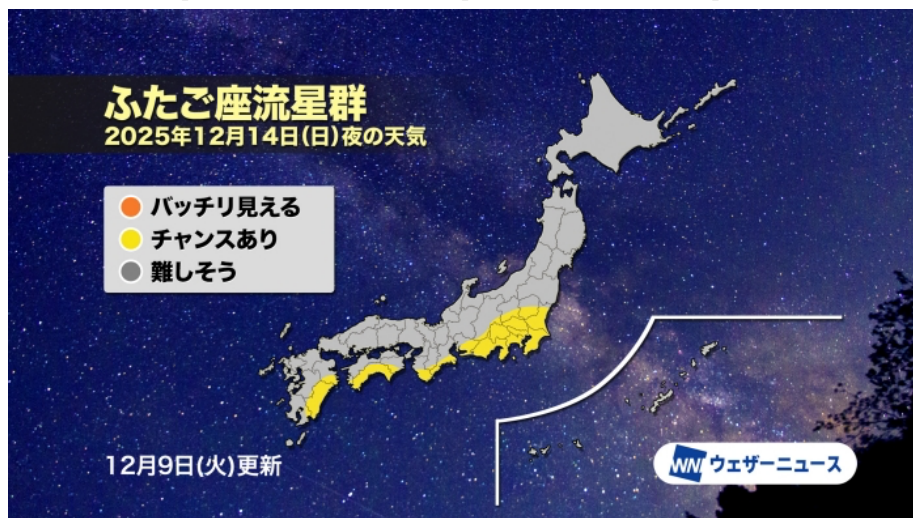 ふたご座流星群
2025年12月14日(日)夜の天気
バッチリ見える
チャンスあり
難しそう
12月9日(火)更新
WN ウェザーニュース